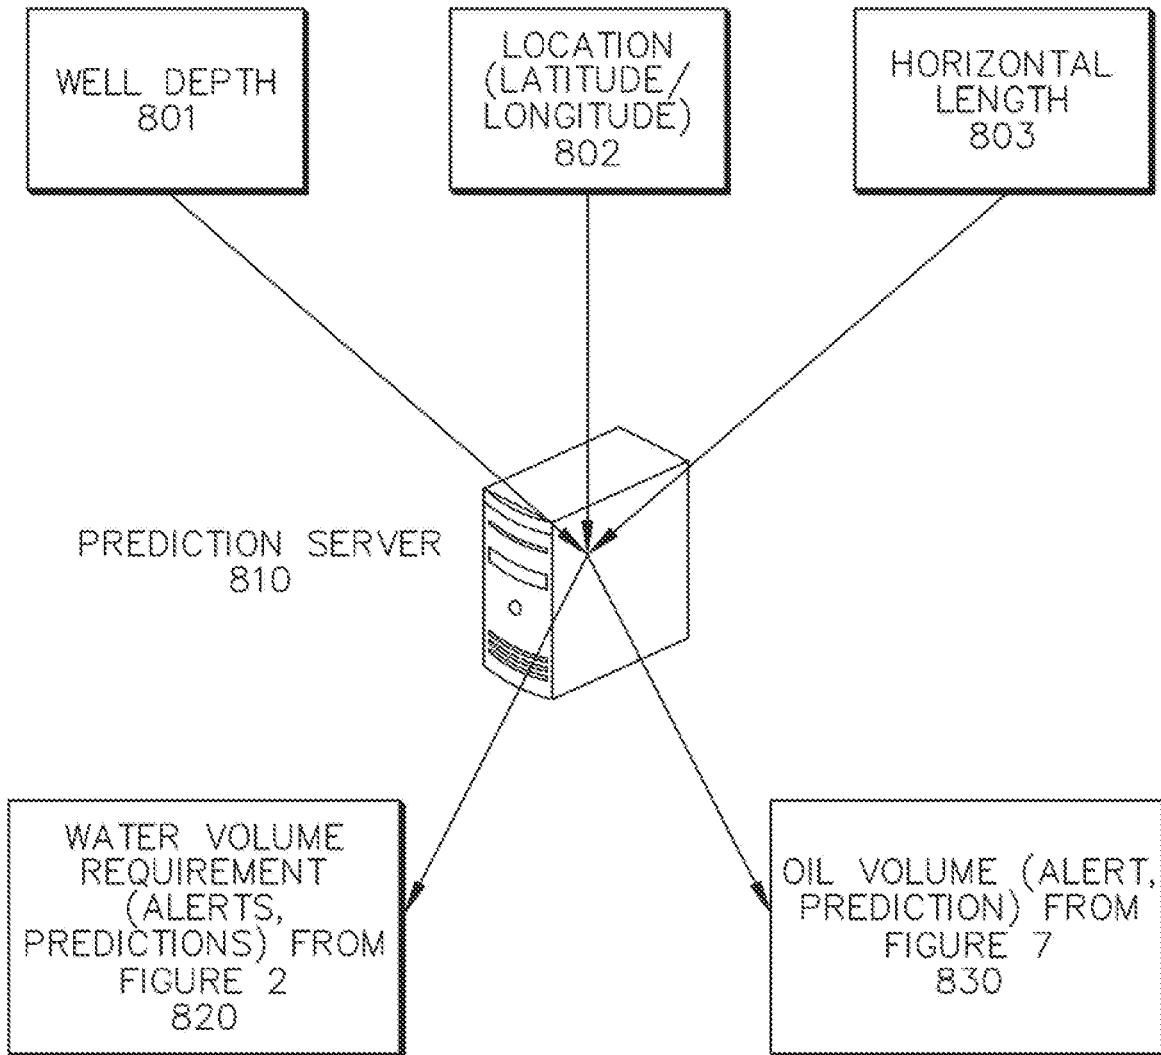 WELL DEPTH
801
LOCATION
(LATITUDE/
LONGITUDE)
802
HORIZONTAL
LENGTH
803
PREDICTION SERVER
810
WATER VOLUME
REQUIREMENT
(ALERTS,
PREDICTIONS) FROM
FIGURE 2
820
OIL VOLUME (ALERT,
PREDICTION) FROM
FIGURE 7
830